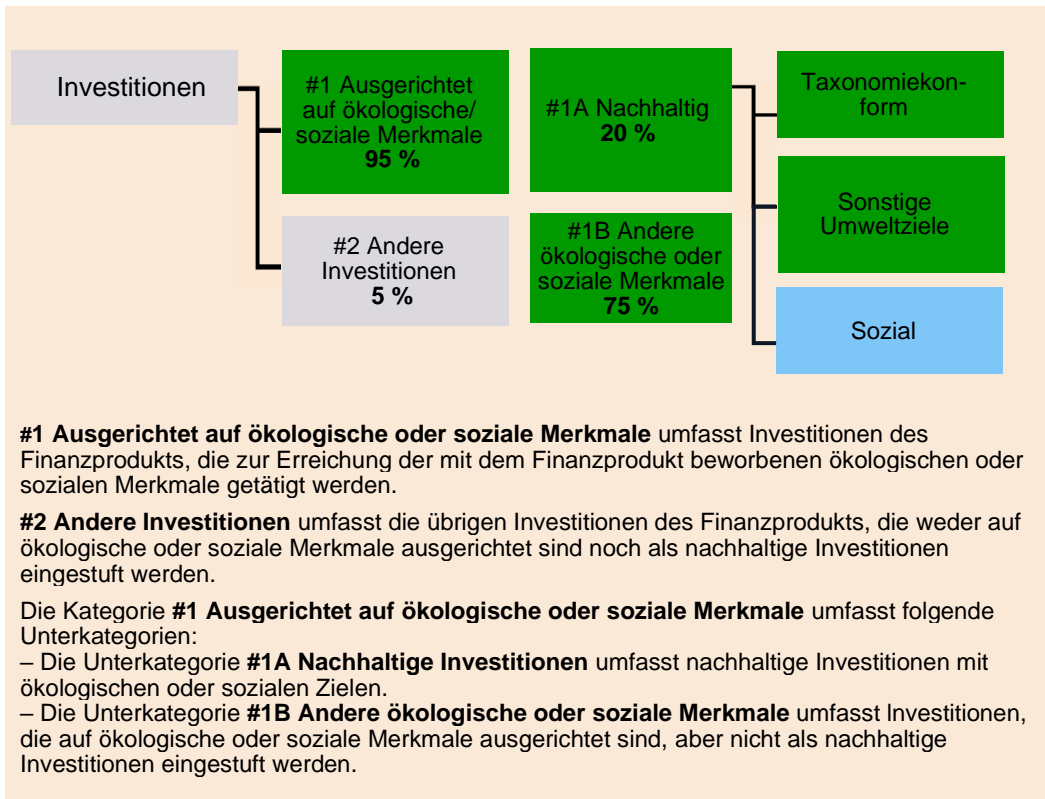 Investitionen
#1 Ausgerichtet
auf ökologische/
soziale Merkmale
95 %
#2 Andere
Investitionen
5 %
#1A Nachhaltig
20 %
#1B Andere
ökologische oder
soziale Merkmale
75 %
Taxonomiekon-
form
Sonstige
Umweltziele
Sozial
#1 Ausgerichtet auf ökologische oder soziale Merkmale umfasst Investitionen des
Finanzprodukts, die zur Erreichung der mit dem Finanzprodukt beworbenen ökologischen oder
sozialen Merkmale getätigt werden.
#2 Andere Investitionen umfasst die übrigen Investitionen des Finanzprodukts, die weder auf
ökologische oder soziale Merkmale ausgerichtet sind noch als nachhaltige Investitionen
eingestuft werden.
Die Kategorie #1 Ausgerichtet auf ökologische oder soziale Merkmale umfasst folgende
Unterkategorien:
– Die Unterkategorie #1A Nachhaltige Investitionen umfasst nachhaltige Investitionen mit
ökologischen oder sozialen Zielen.
– Die Unterkategorie #1B Andere ökologische oder soziale Merkmale umfasst Investitionen,
die auf ökologische oder soziale Merkmale ausgerichtet sind, aber nicht als nachhaltige
Investitionen eingestuft werden.